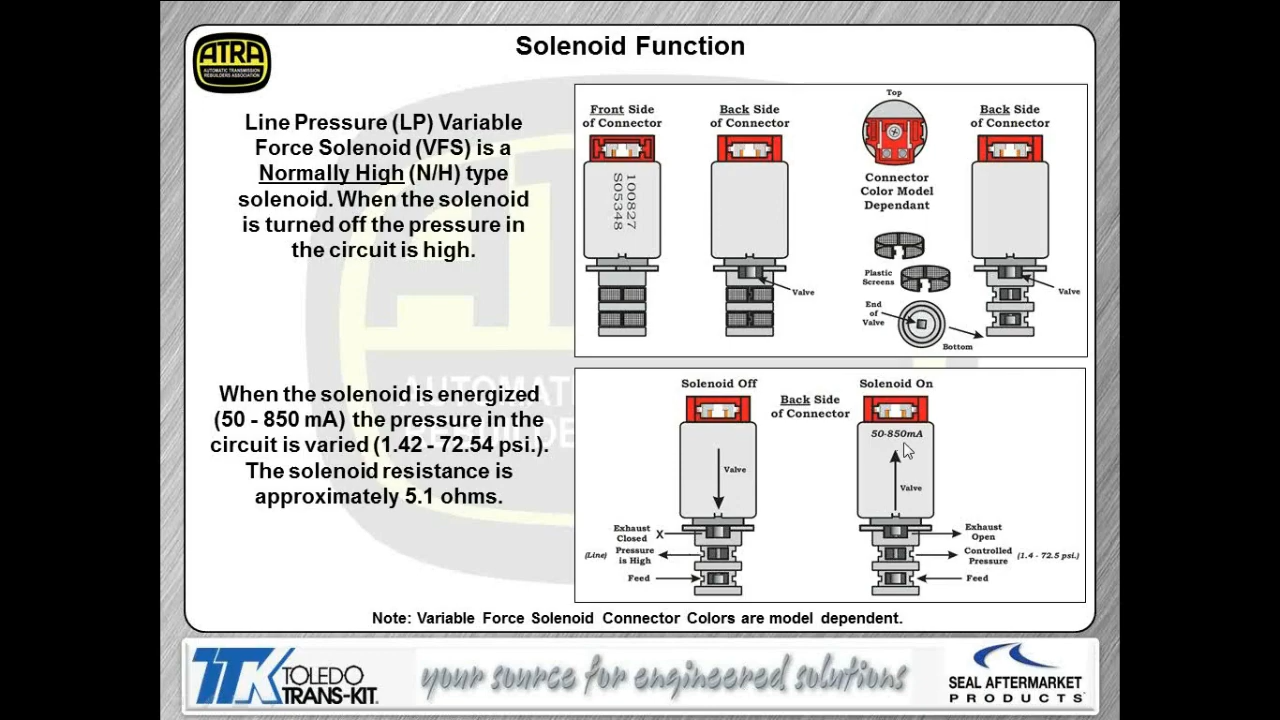 Solenoid Function
ATRA
AUTOMATIC TRANSMISSION
REBUILDERS ASSOCIATION
Line Pressure (LP) Variable
Force Solenoid (VFS) is a
Normally High (N/H) type
solenoid. When the solenoid
is turned off the pressure in
the circuit is high.
Front Side
of Connector
100827
S05348
Back Side
of Connector
Valve
Top
Connector
Color Model
Dependant
Plastic
Screens
End
of
Valve
Bottom
Back Side
of Connector
Valve
When the solenoid is energized
(50 - 850 mA) the pressure in the
circuit is varied (1.42 - 72.54 psi.).
The solenoid resistance is
approximately 5.1 ohms.
Solenoid Off
Back Side
of Connector
Solenoid On
50-850mA
Valve
Valve
Exhaust
Closed
X
(Line)
Pressure
is High
Feed
Exhaust
Open
Controlled
Pressure
(1.4 - 72.5 psi.)
Feed
Note: Variable Force Solenoid Connector Colors are model dependent.
TTK TOLEDO
TRANS-KIT.
your source for engineered solutions
SEAL AFTERMARKET
PRODUCTS